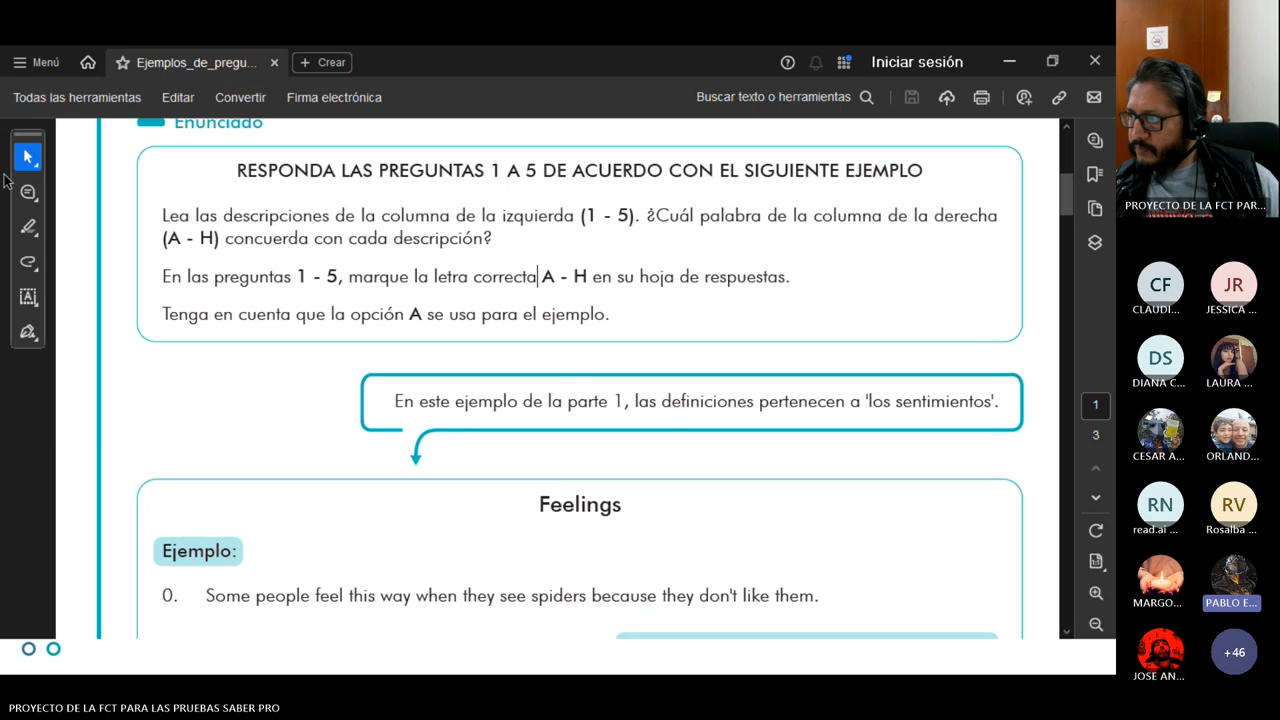 Menú
Ejemplos_de_pregu...
Crear
Iniciar sesión
Todas las herramientas
Editar
Convertir
Firma electrónica
Buscar texto o herramientas
Enunciado
RESPONDA LAS PREGUNTAS 1 A 5 DE ACUERDO CON EL SIGUIENTE EJEMPLO
Lea las descripciones de la columna de la izquierda (1 - 5). ¿Cuál palabra de la columna de la derecha
(A - H) concuerda con cada descripción?
En las preguntas 1 - 5, marque la letra correcta A - H en su hoja de respuestas.
Tenga en cuenta que la opción A se usa para el ejemplo.
En este ejemplo de la parte 1, las definiciones pertenecen a 'los sentimientos'.
Feelings
Ejemplo:
0. Some people feel this way when they see spiders because they don't like them.
1
3
PROYECTO DE LA FCT PAR...
CF
JR
CLAUDI...
JESSICA ...
DS
DIANA C...
LAURA ...
CESAR A...
ORLAND...
RN
RV
read.ai ...
Rosalba ...
MARGO...
PABLO E...
JOSE AN...
+46
PROYECTO DE LA FCT PARA LAS PRUEBAS SABER PRO